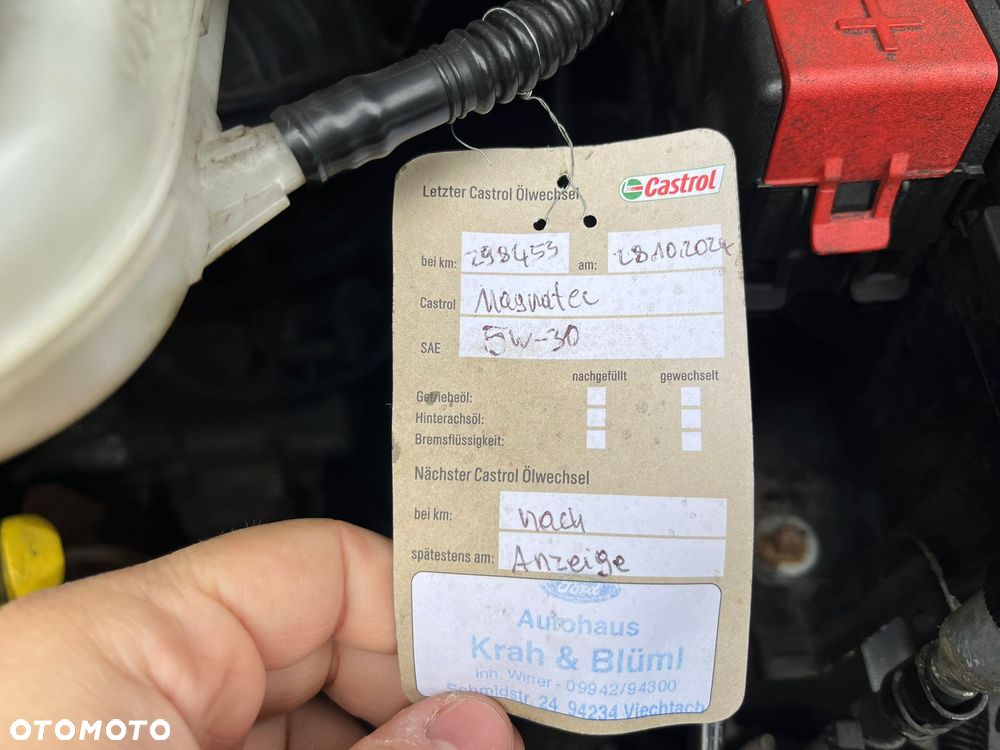 Letzter Castrol Ölwechsel
Castrol
bei km: 298453 am: 28.10.2024
Castrol Magnatec
SAE 5W-30
nachgefüllt gewechselt
Getriebeöl:
Hinterachsöl:
Bremsflüssigkeit:
Nächster Castrol Ölwechsel
bei km: nach
spätestens am: Anzeige
Ford
Autohaus
Krah & Blüml
Inh. Wirrer - 09942/94300
Schmidstr. 24 94234 Viechtach
OTOMOTO